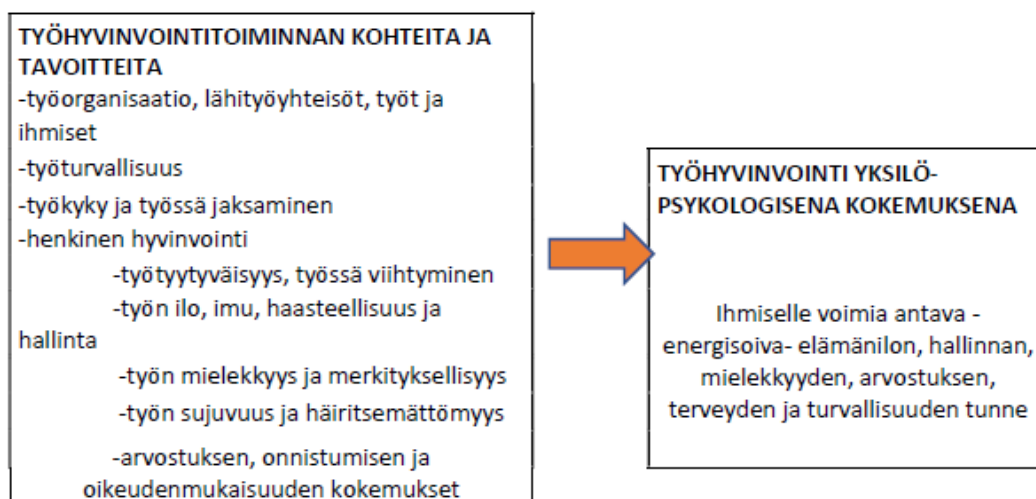 TYÖHYVINVOINTITOIMINNAN KOHTEITA JA
TAVOITTEITA
-työorganisaatio, lähityöyhteisöt, työt ja
ihmiset
-työturvallisuus
-työkyky ja työssä jaksaminen
-henkinen hyvinvointi
-työtyytyväisyys, työssä viihtyminen
-työn ilo, imu, haasteellisuus ja
hallinta
-työn mielekkyys ja merkityksellisyys
-työn sujuvuus ja häiritsemättömyys
-arvostuksen, onnistumisen ja
oikeudenmukaisuuden kokemukset
TYÖHYVINVOINTI YKSILÖ-
PSYKOLOGISENA KOKEMUKSENA
Ihmiselle voimia antava -
energisoiva- elämänilon, hallinnan,
mielekkyyden, arvostuksen,
terveyden ja turvallisuuden tunne